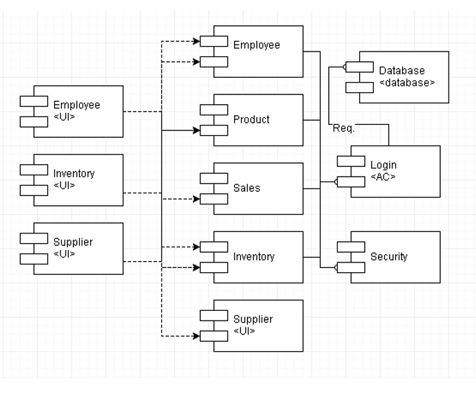 Employee
<UI>
Inventory
<UI>
Supplier
<UI>
Employee
Product
Sales
Inventory
Supplier
<UI>
Database
<database>
Req.
Login
<AC>
Security